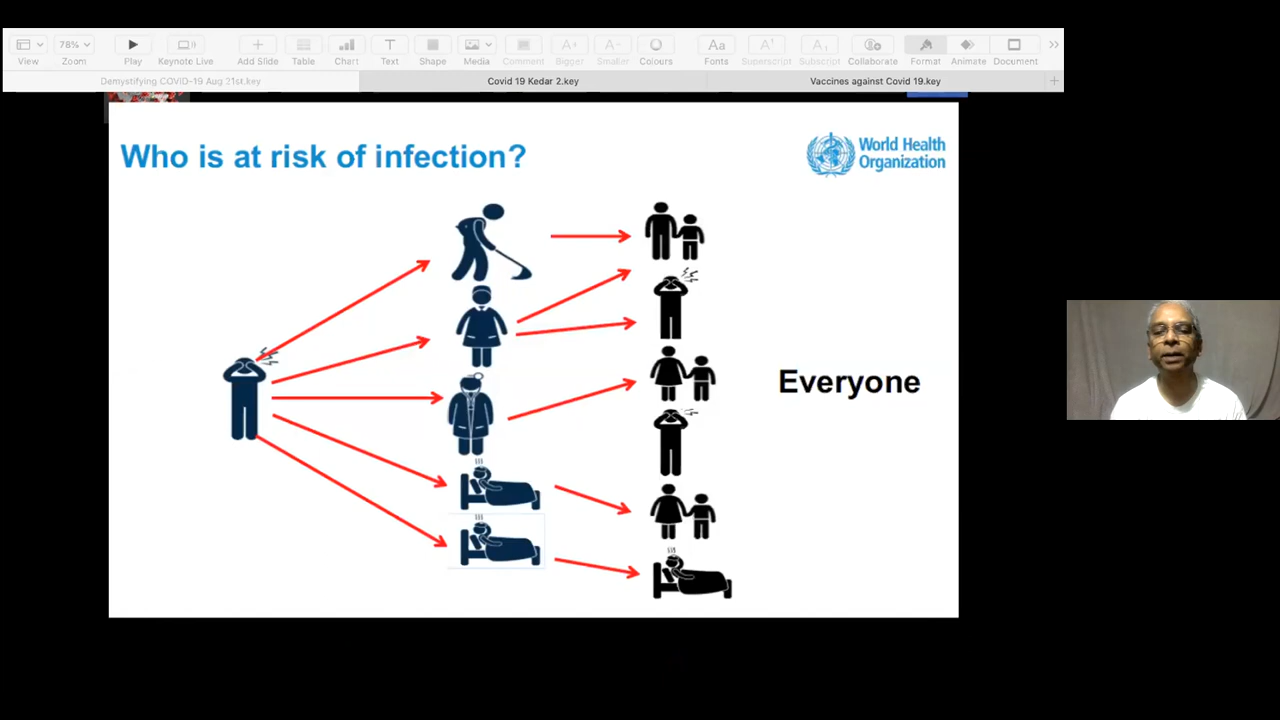 View
78%
Zoom
Play
Keynote Live
Add Slide
Table
Chart
T
Text
Shape
Media
Comment
A+
Bigger
A-
Smaller
Colours
Aa
Fonts
Superscript
Subscript
Collaborate
Format
Animate
Document
Demystifying COVID-19 Aug 21st.key
Covid 19 Kedar 2.key
Vaccines against Covid 19.key
Who is at risk of infection?
World Health
Organization
Everyone